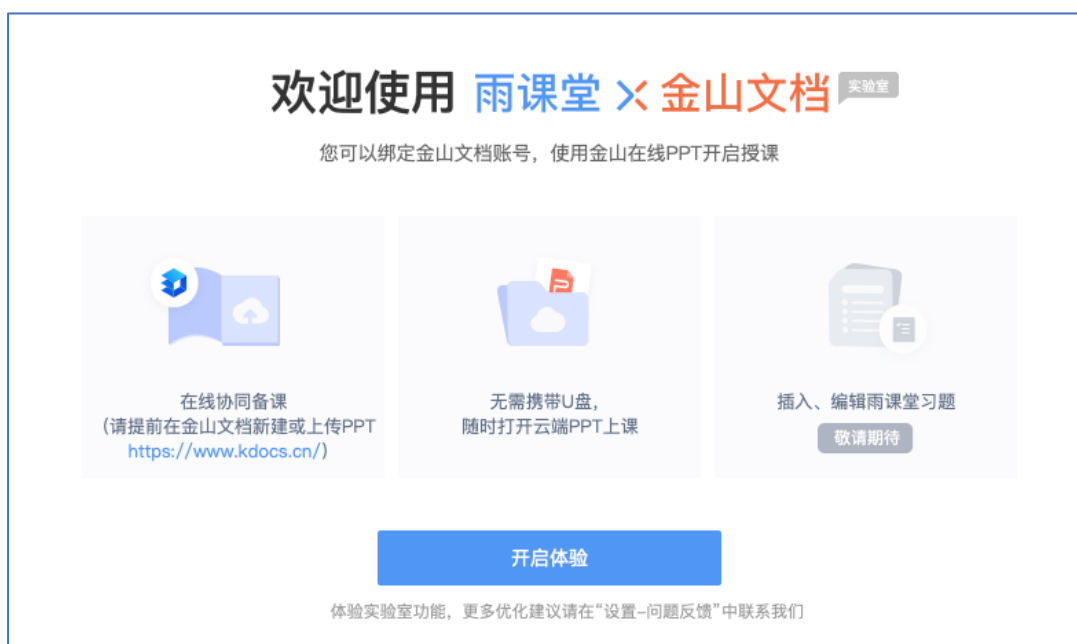 欢迎使用 雨课堂 X 金山文档 实验室
您可以绑定金山文档账号，使用金山在线PPT开启授课
在线协同备课
（请提前在金山文档新建或上传PPT
https://www.kdocs.cn/）
无需携带U盘，
随时打开云端PPT上课
插入、编辑雨课堂习题
敬请期待
开启体验
体验实验室功能，更多优化建议请在“设置-问题反馈”中联系我们